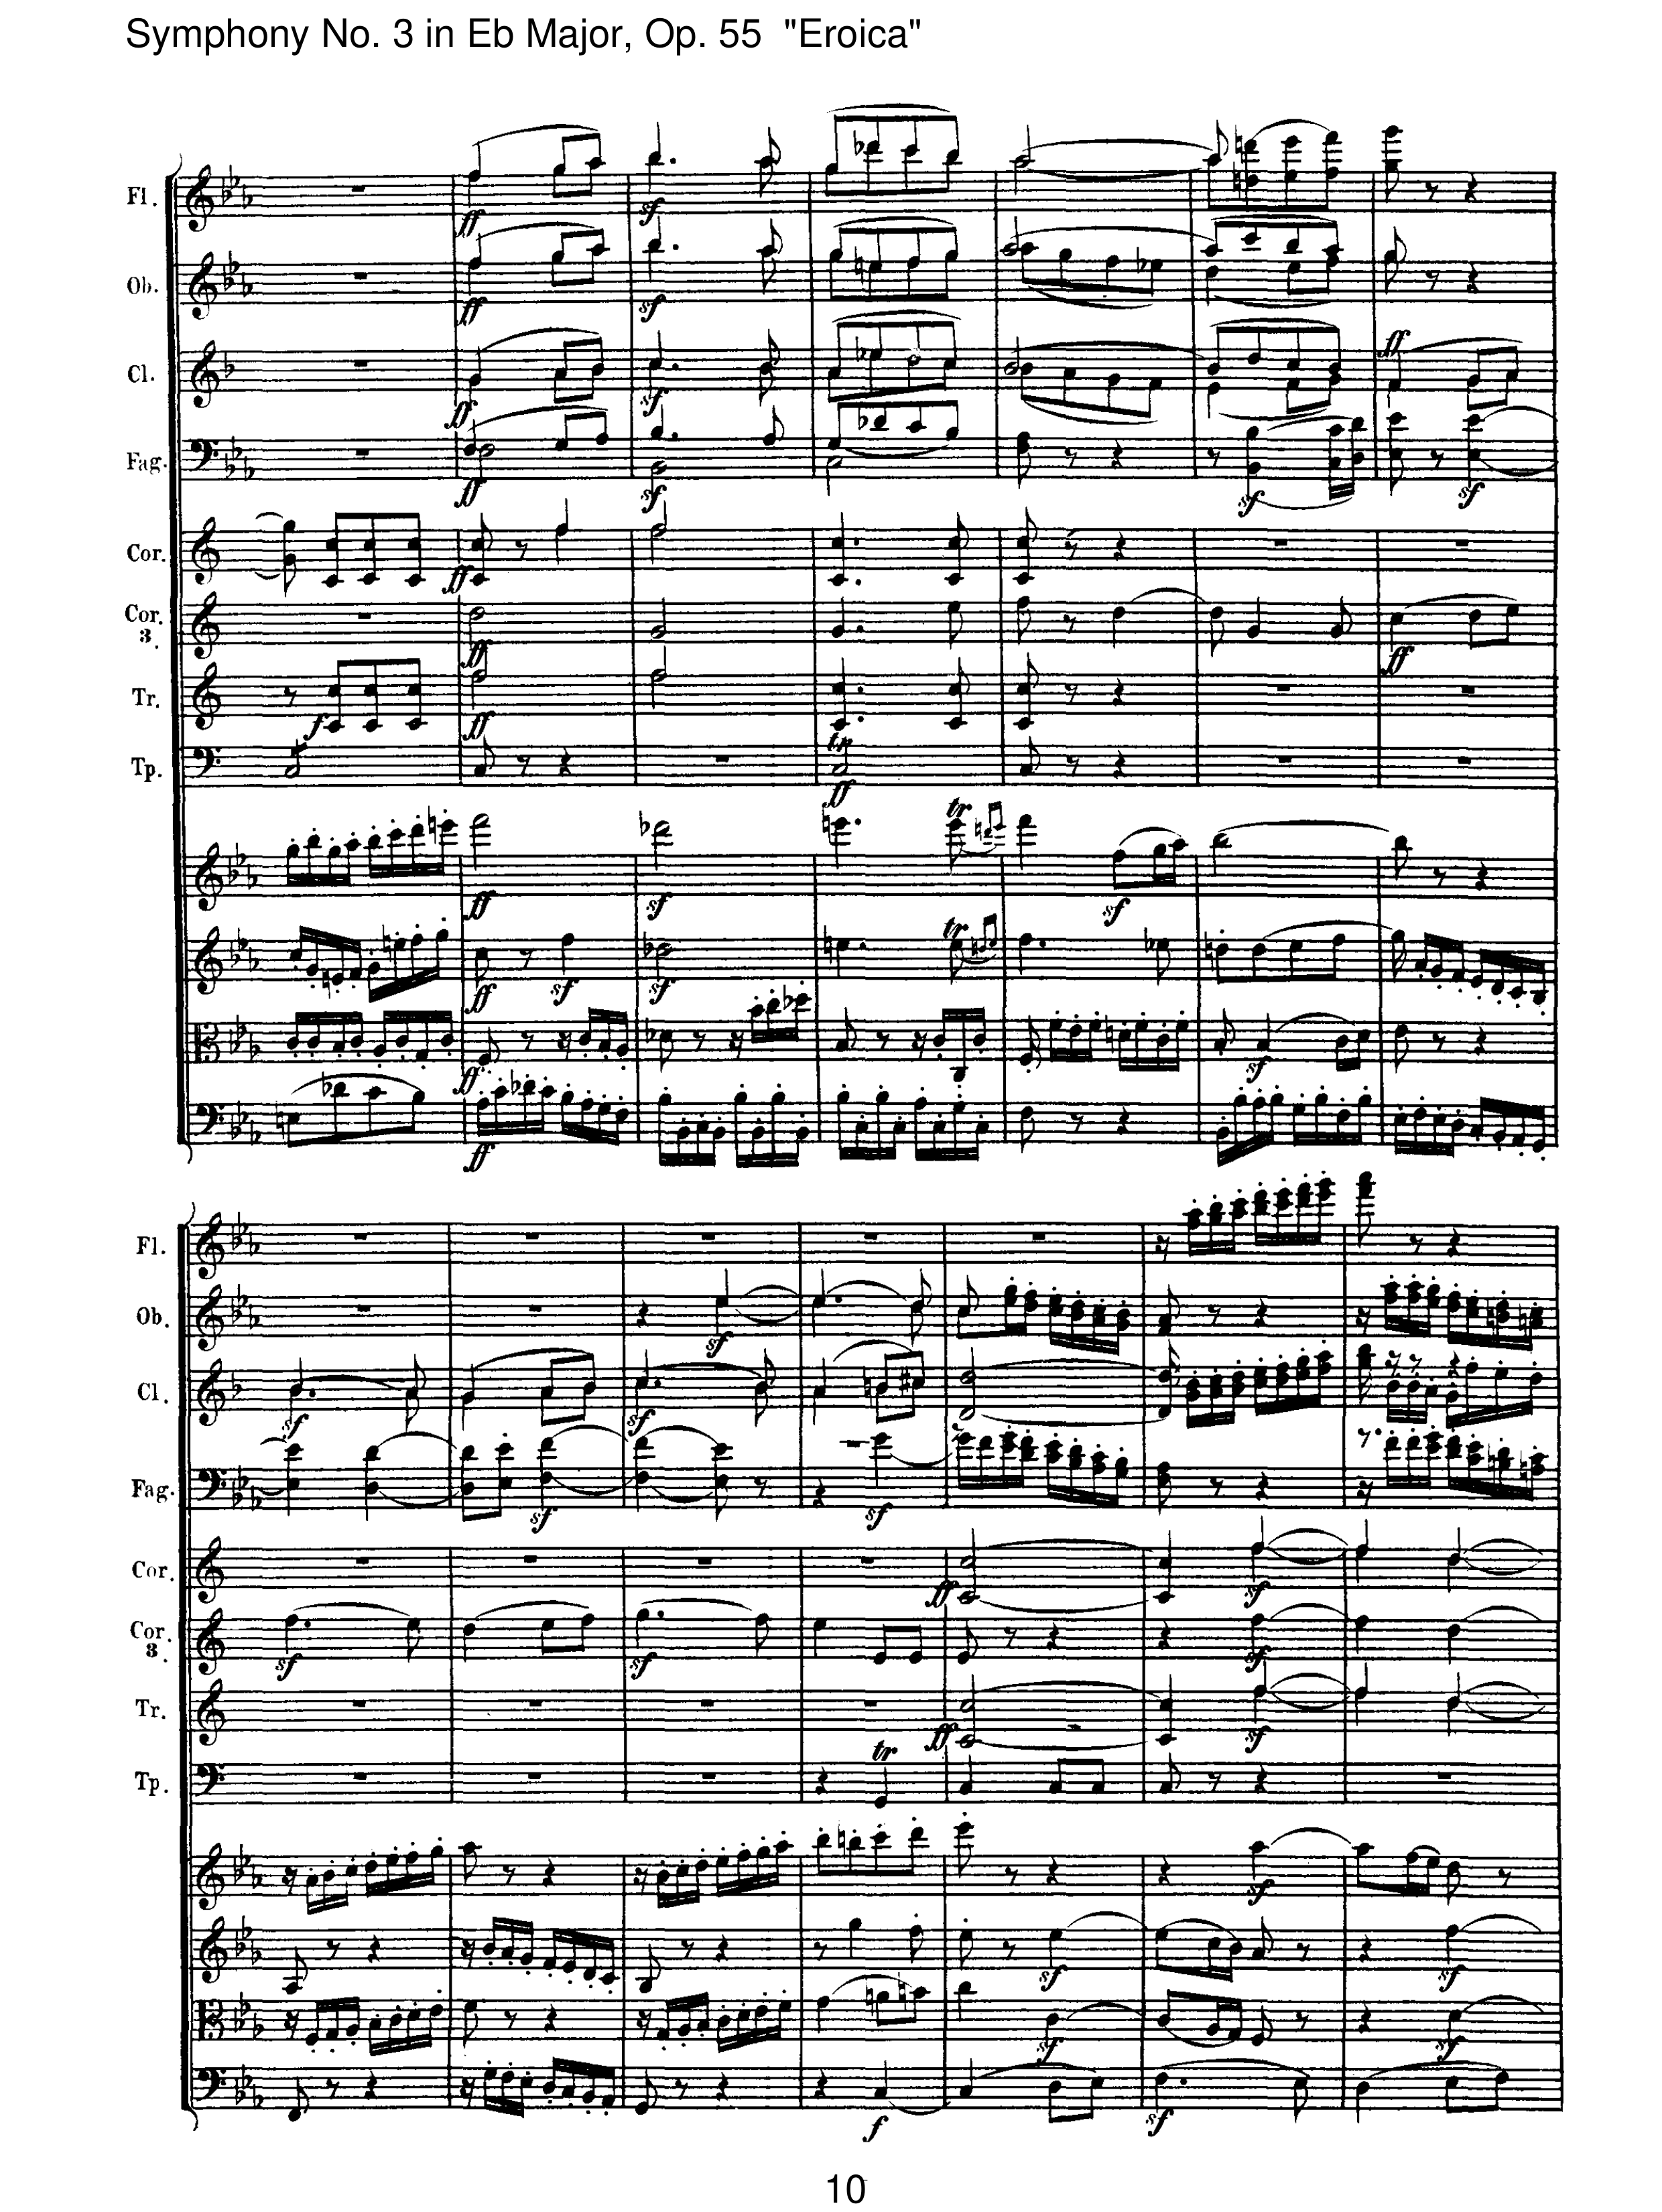 Symphony No. 3 in Eb Major, Op. 55 "Eroica"
Fl.
ff sf
Ob.
ff sf
Cl.
ff sf ff
Fag.
ff sf sf sf
Cor.
ff
Cor. 3.
ff ff
Tr.
f ff
Tp.
tr
ff
tr
ff sf sf
tr
ff sf sf
ff sf
ff
Fl.
Ob.
sf
Cl.
sf sf
Fag.
sf sf
Cor.
ff sf
Cor. 3.
sf sf sf
Tr.
ff sf
Tp.
tr
sf
sf sf
sf sf
f sf
10